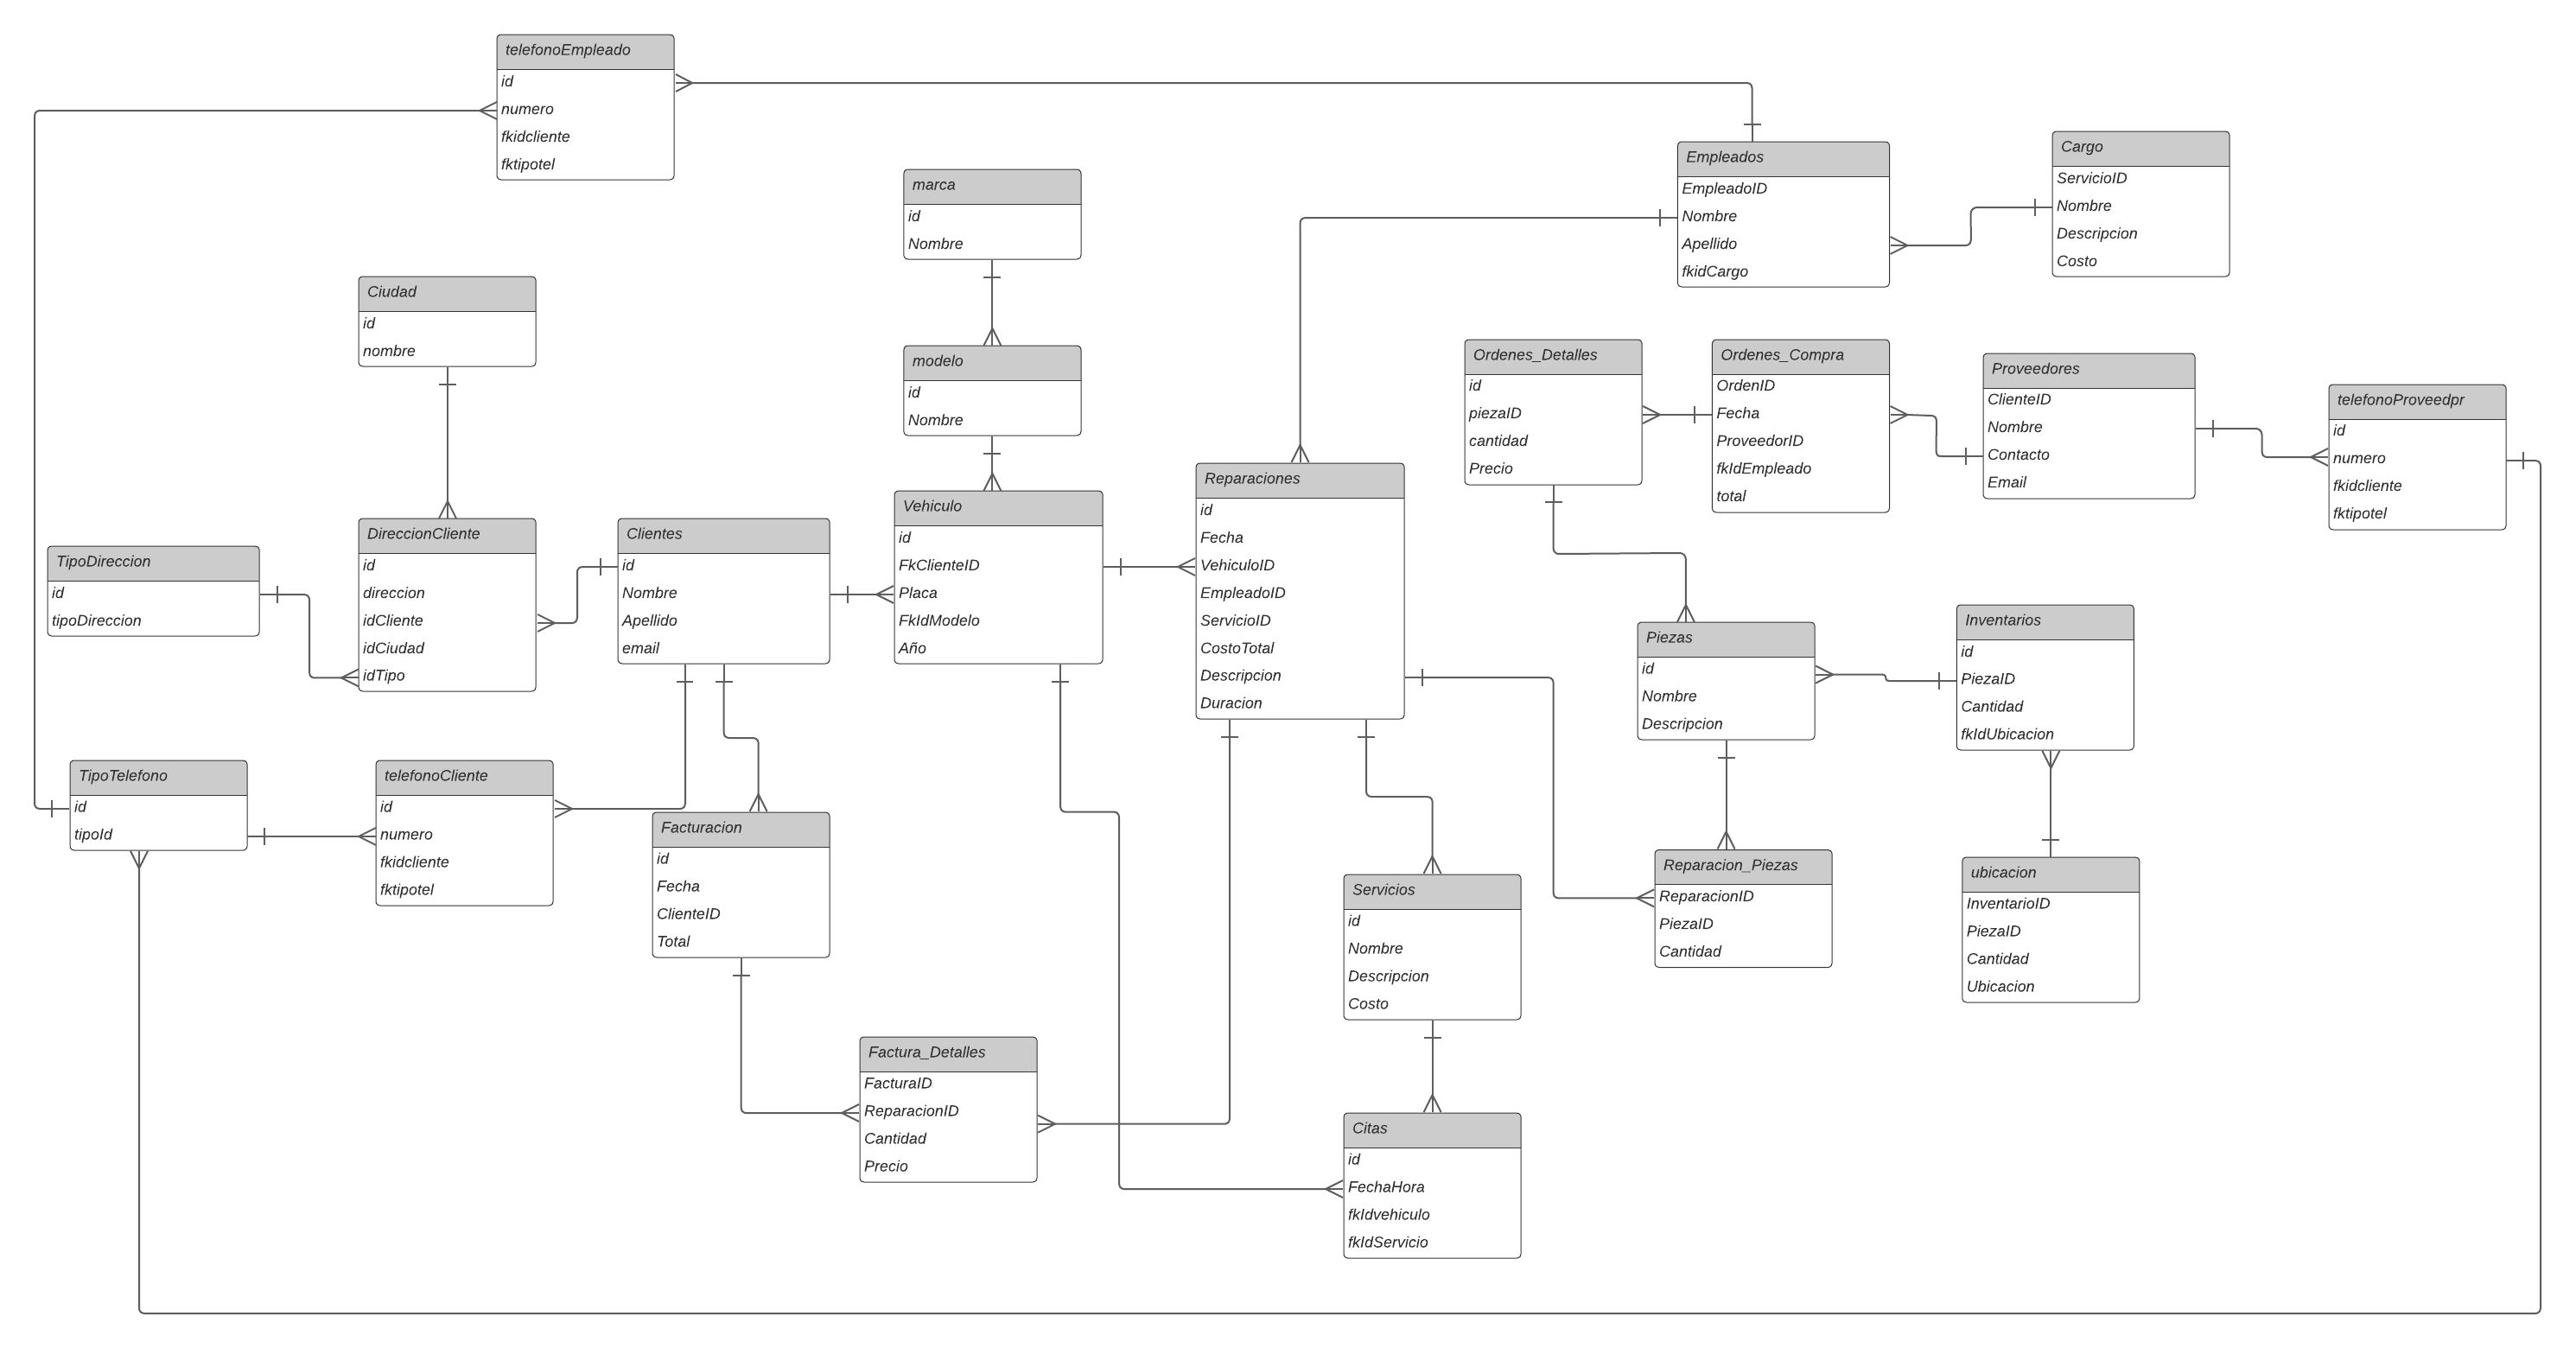 telefonoEmpleado
id
numero
fkidcliente
fktipotel
Empleados
EmpleadoID
Nombre
Apellido
fkidCargo
Cargo
ServicioID
Nombre
Descripcion
Costo
marca
id
Nombre
Ciudad
id
nombre
modelo
id
Nombre
Ordenes_Detalles
id
piezaID
cantidad
Precio
Ordenes_Compra
OrdenID
Fecha
ProveedorID
fkIdEmpleado
total
Proveedores
ClienteID
Nombre
Contacto
Email
telefonoProveedpr
id
numero
fkidcliente
fktipotel
TipoDireccion
id
tipoDireccion
DireccionCliente
id
direccion
idCliente
idCiudad
idTipo
Clientes
id
Nombre
Apellido
email
Vehiculo
id
FkClienteID
Placa
FkIdModelo
Año
Reparaciones
id
Fecha
VehiculoID
EmpleadoID
ServicioID
CostoTotal
Descripcion
Duracion
Piezas
id
Nombre
Descripcion
Inventarios
id
PiezaID
Cantidad
fkIdUbicacion
TipoTelefono
id
tipoId
telefonoCliente
id
numero
fkidcliente
fktipotel
Facturacion
id
Fecha
ClienteID
Total
Servicios
id
Nombre
Descripcion
Costo
Reparacion_Piezas
ReparacionID
PiezaID
Cantidad
ubicacion
InventarioID
PiezaID
Cantidad
Ubicacion
Factura_Detalles
FacturaID
ReparacionID
Cantidad
Precio
Citas
id
FechaHora
fkIdvehiculo
fkIdServicio